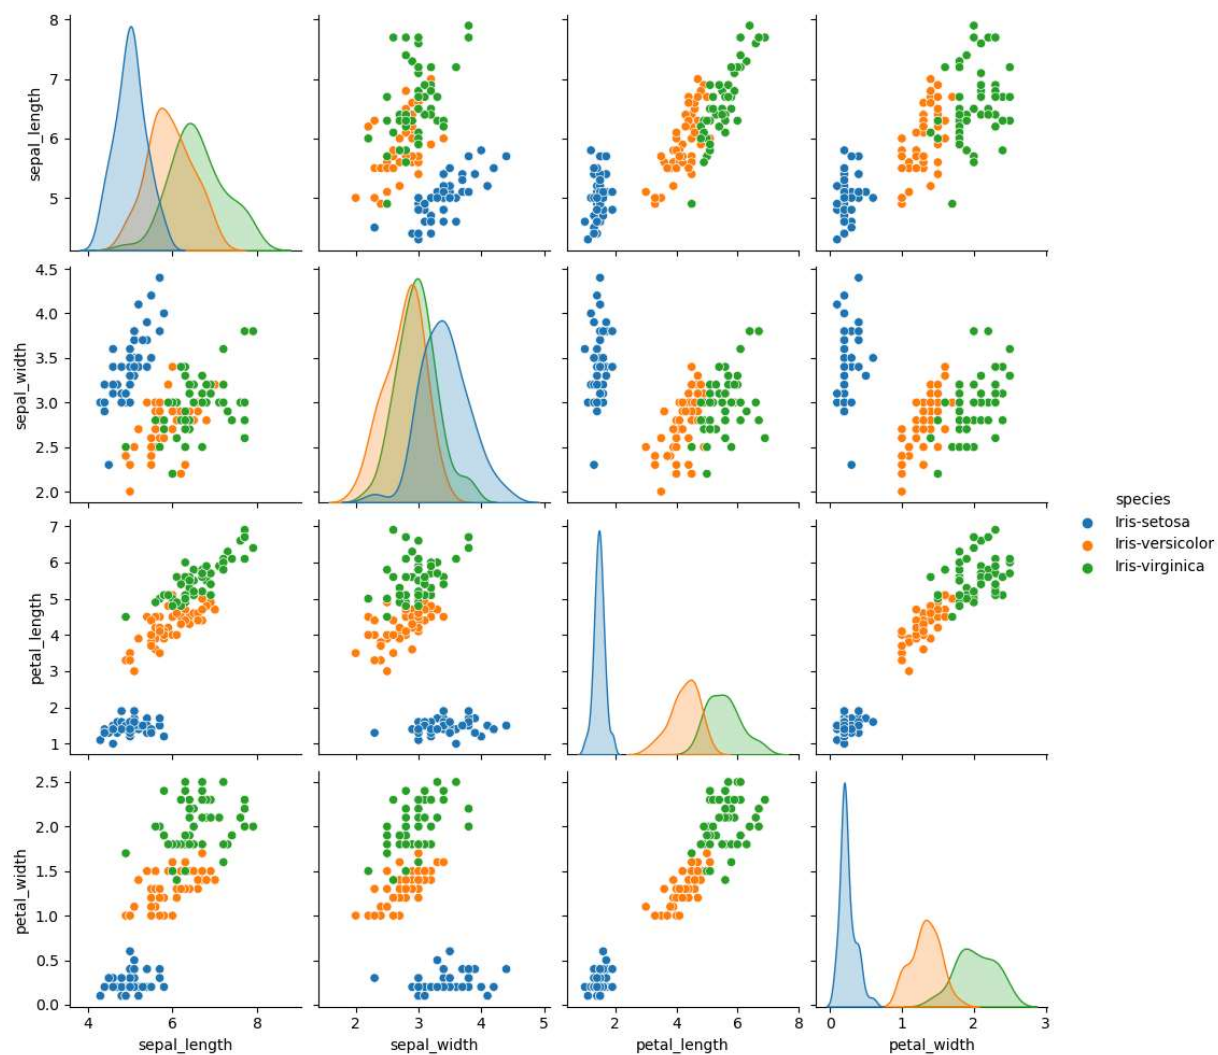 sepal_length
8
7
6
5
sepal_width
4.5
4.0
3.5
3.0
2.5
2.0
petal_length
7
6
5
4
3
2
1
petal_width
2.5
2.0
1.5
1.0
0.5
0.0
4 6 8
sepal_length
2 3 4 5
sepal_width
2 4 6 8
petal_length
0 1 2 3
petal_width
species
Iris-setosa
Iris-versicolor
Iris-virginica